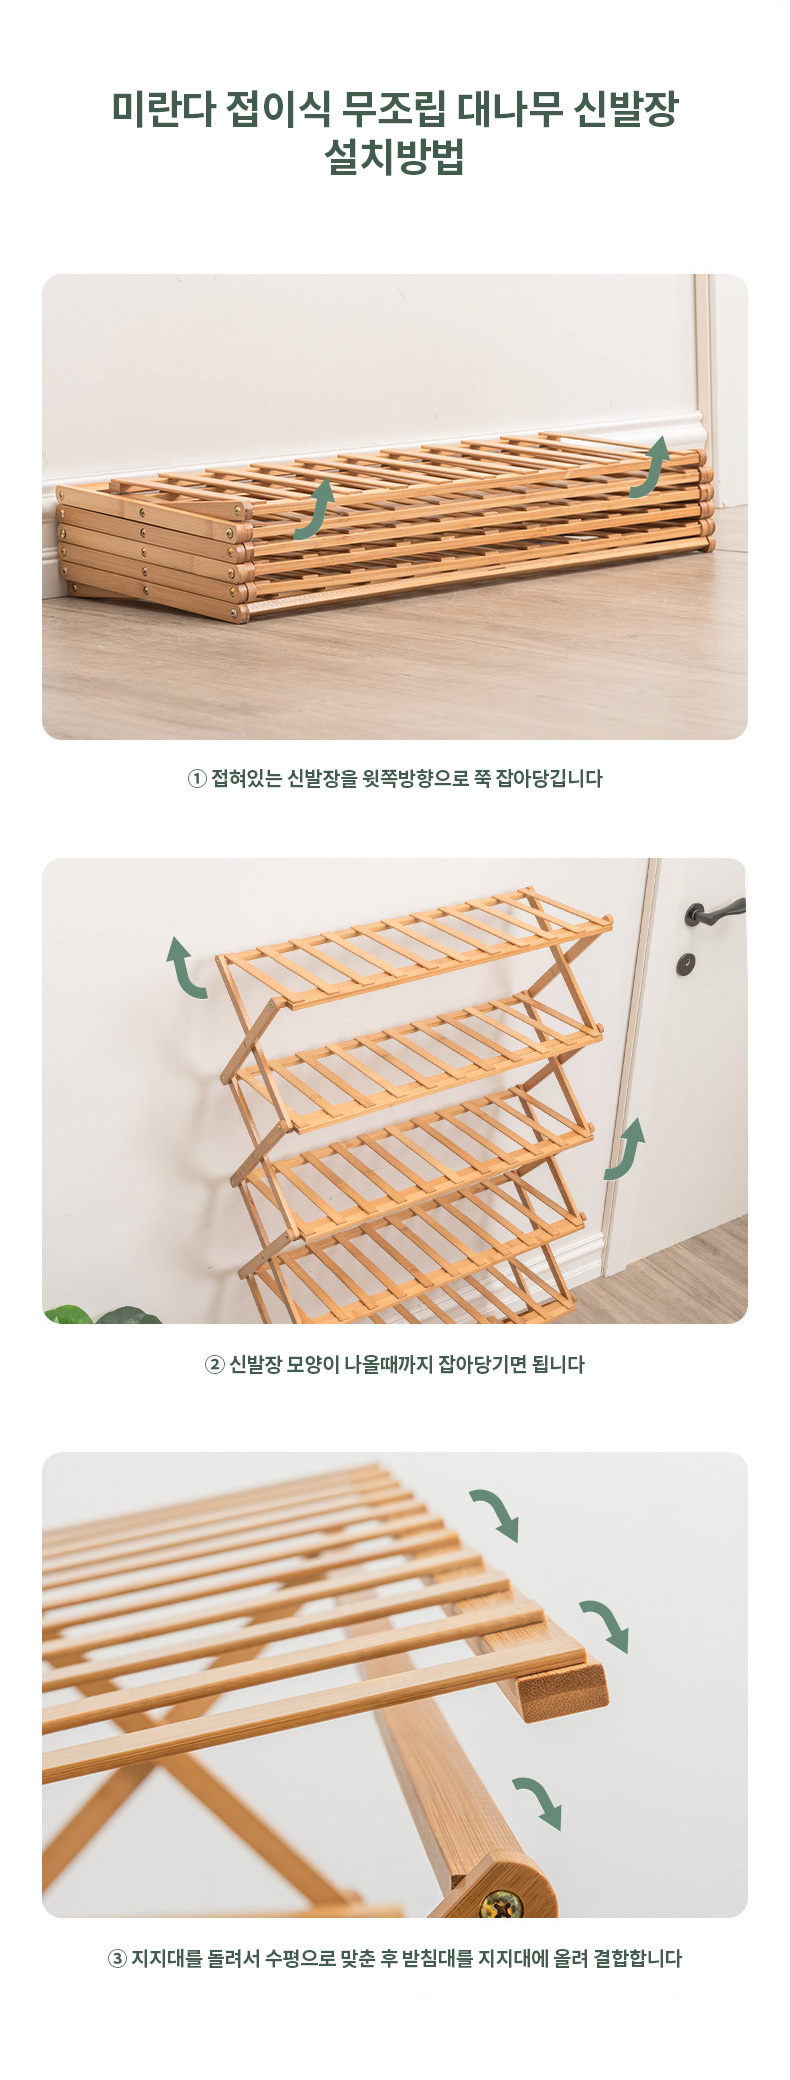 미란다 접이식 무조립 대나무 신발장
설치방법
① 접혀있는 신발장을 윗쪽방향으로 쭉 잡아당깁니다
② 신발장 모양이 나올때까지 잡아당기면 됩니다
③ 지지대를 돌려서 수평으로 맞춘 후 받침대를 지지대에 올려 결합합니다